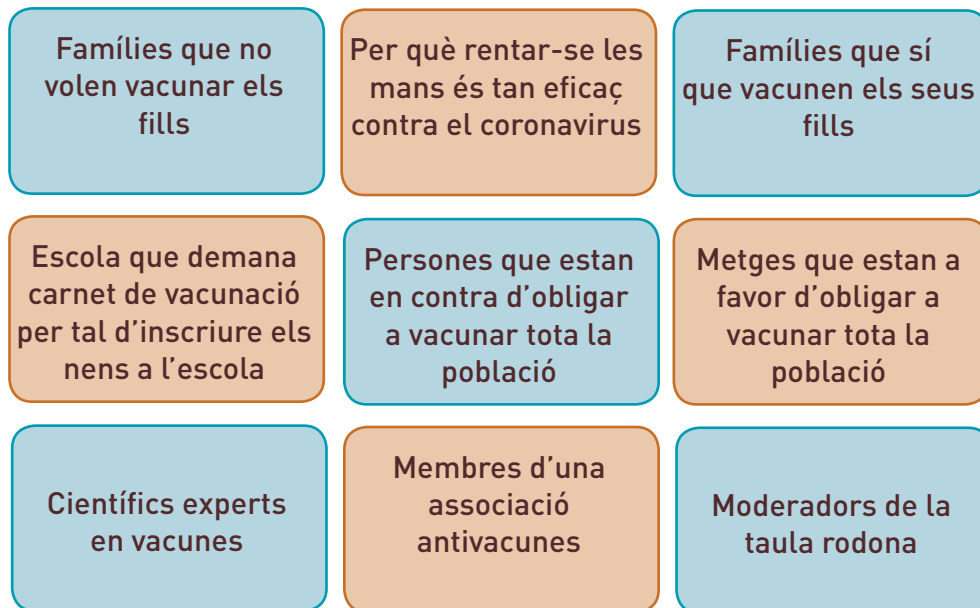 Famílies que no
volen vacunar els
fills
Per què rentar-se les
mans és tan eficaç
contra el coronavirus
Famílies que sí
que vacunen els seus
fills
Escola que demana
carnet de vacunació
per tal d'inscriure els
nens a l'escola
Persones que estan
en contra d'obligar
a vacunar tota la
població
Metges que estan a
favor d'obligar a
vacunar tota la
població
Científics experts
en vacunes
Membres d'una
associació
antivacunes
Moderadors de la
taula rodona